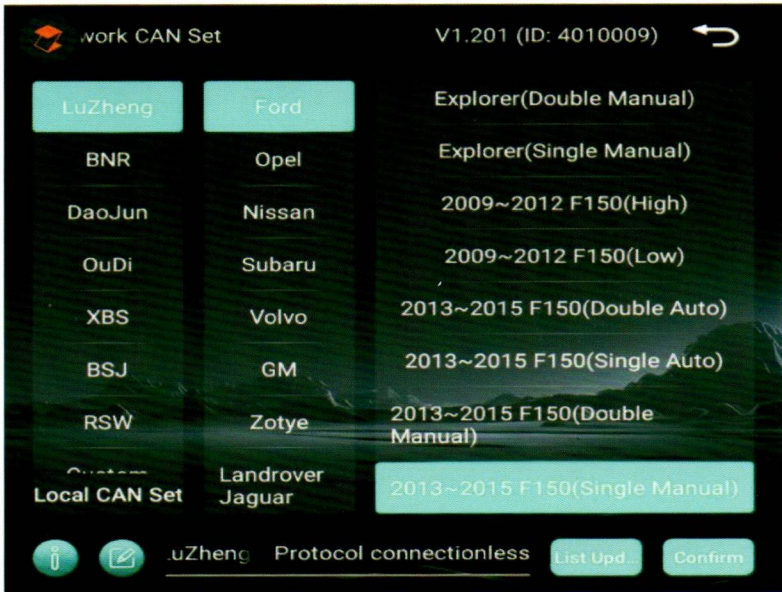 work CAN Set
V1.201 (ID: 4010009)
LuZheng
BNR
DaoJun
OuDi
XBS
BSJ
RSW
Custom
Local CAN Set
Ford
Opel
Nissan
Subaru
Volvo
GM
Zotye
Landrover
Jaguar
Explorer(Double Manual)
Explorer(Single Manual)
2009~2012 F150(High)
2009~2012 F150(Low)
2013~2015 F150(Double Auto)
2013~2015 F150(Single Auto)
2013~2015 F150(Double
Manual)
2013~2015 F150(Single Manual)
.uZheng Protocol connectionless
List Upd...
Confirm